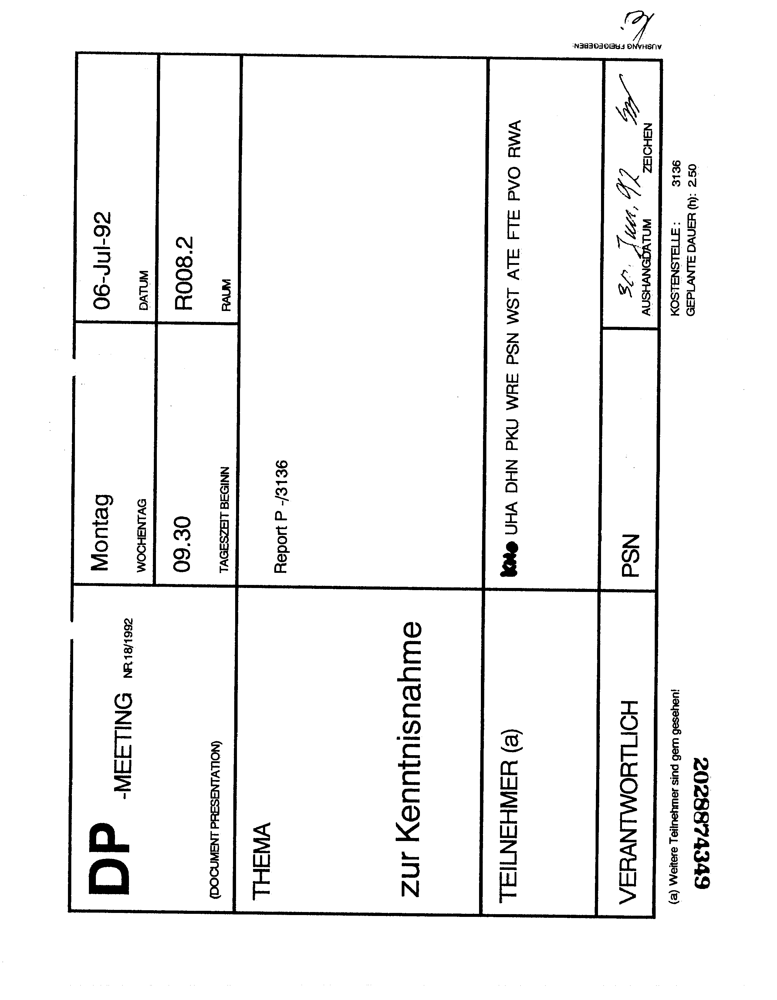 DP -MEETING NR.18/1992
(DOCUMENT PRESENTATION)
Montag
WOCHENTAG
06-Jul-92
DATUM
09.30
TAGESZEIT BEGINN
R008.2
RAUM
THEMA
Report P -/3136
zur Kenntnisnahme
TEILNEHMER (a)
UHA DHN PKU WRE PSN WST ATE FTE PVO RWA
VERANTWORTLICH
PSN
30. Jun. 92
AUSHANGDATUM
ZEICHEN
AUSHANG FREIGEGEBEN:
(a) Weitere Teilnehmer sind gern gesehen!
KOSTENSTELLE : 3136
GEPLANTE DAUER (h): 2.50
2028874349